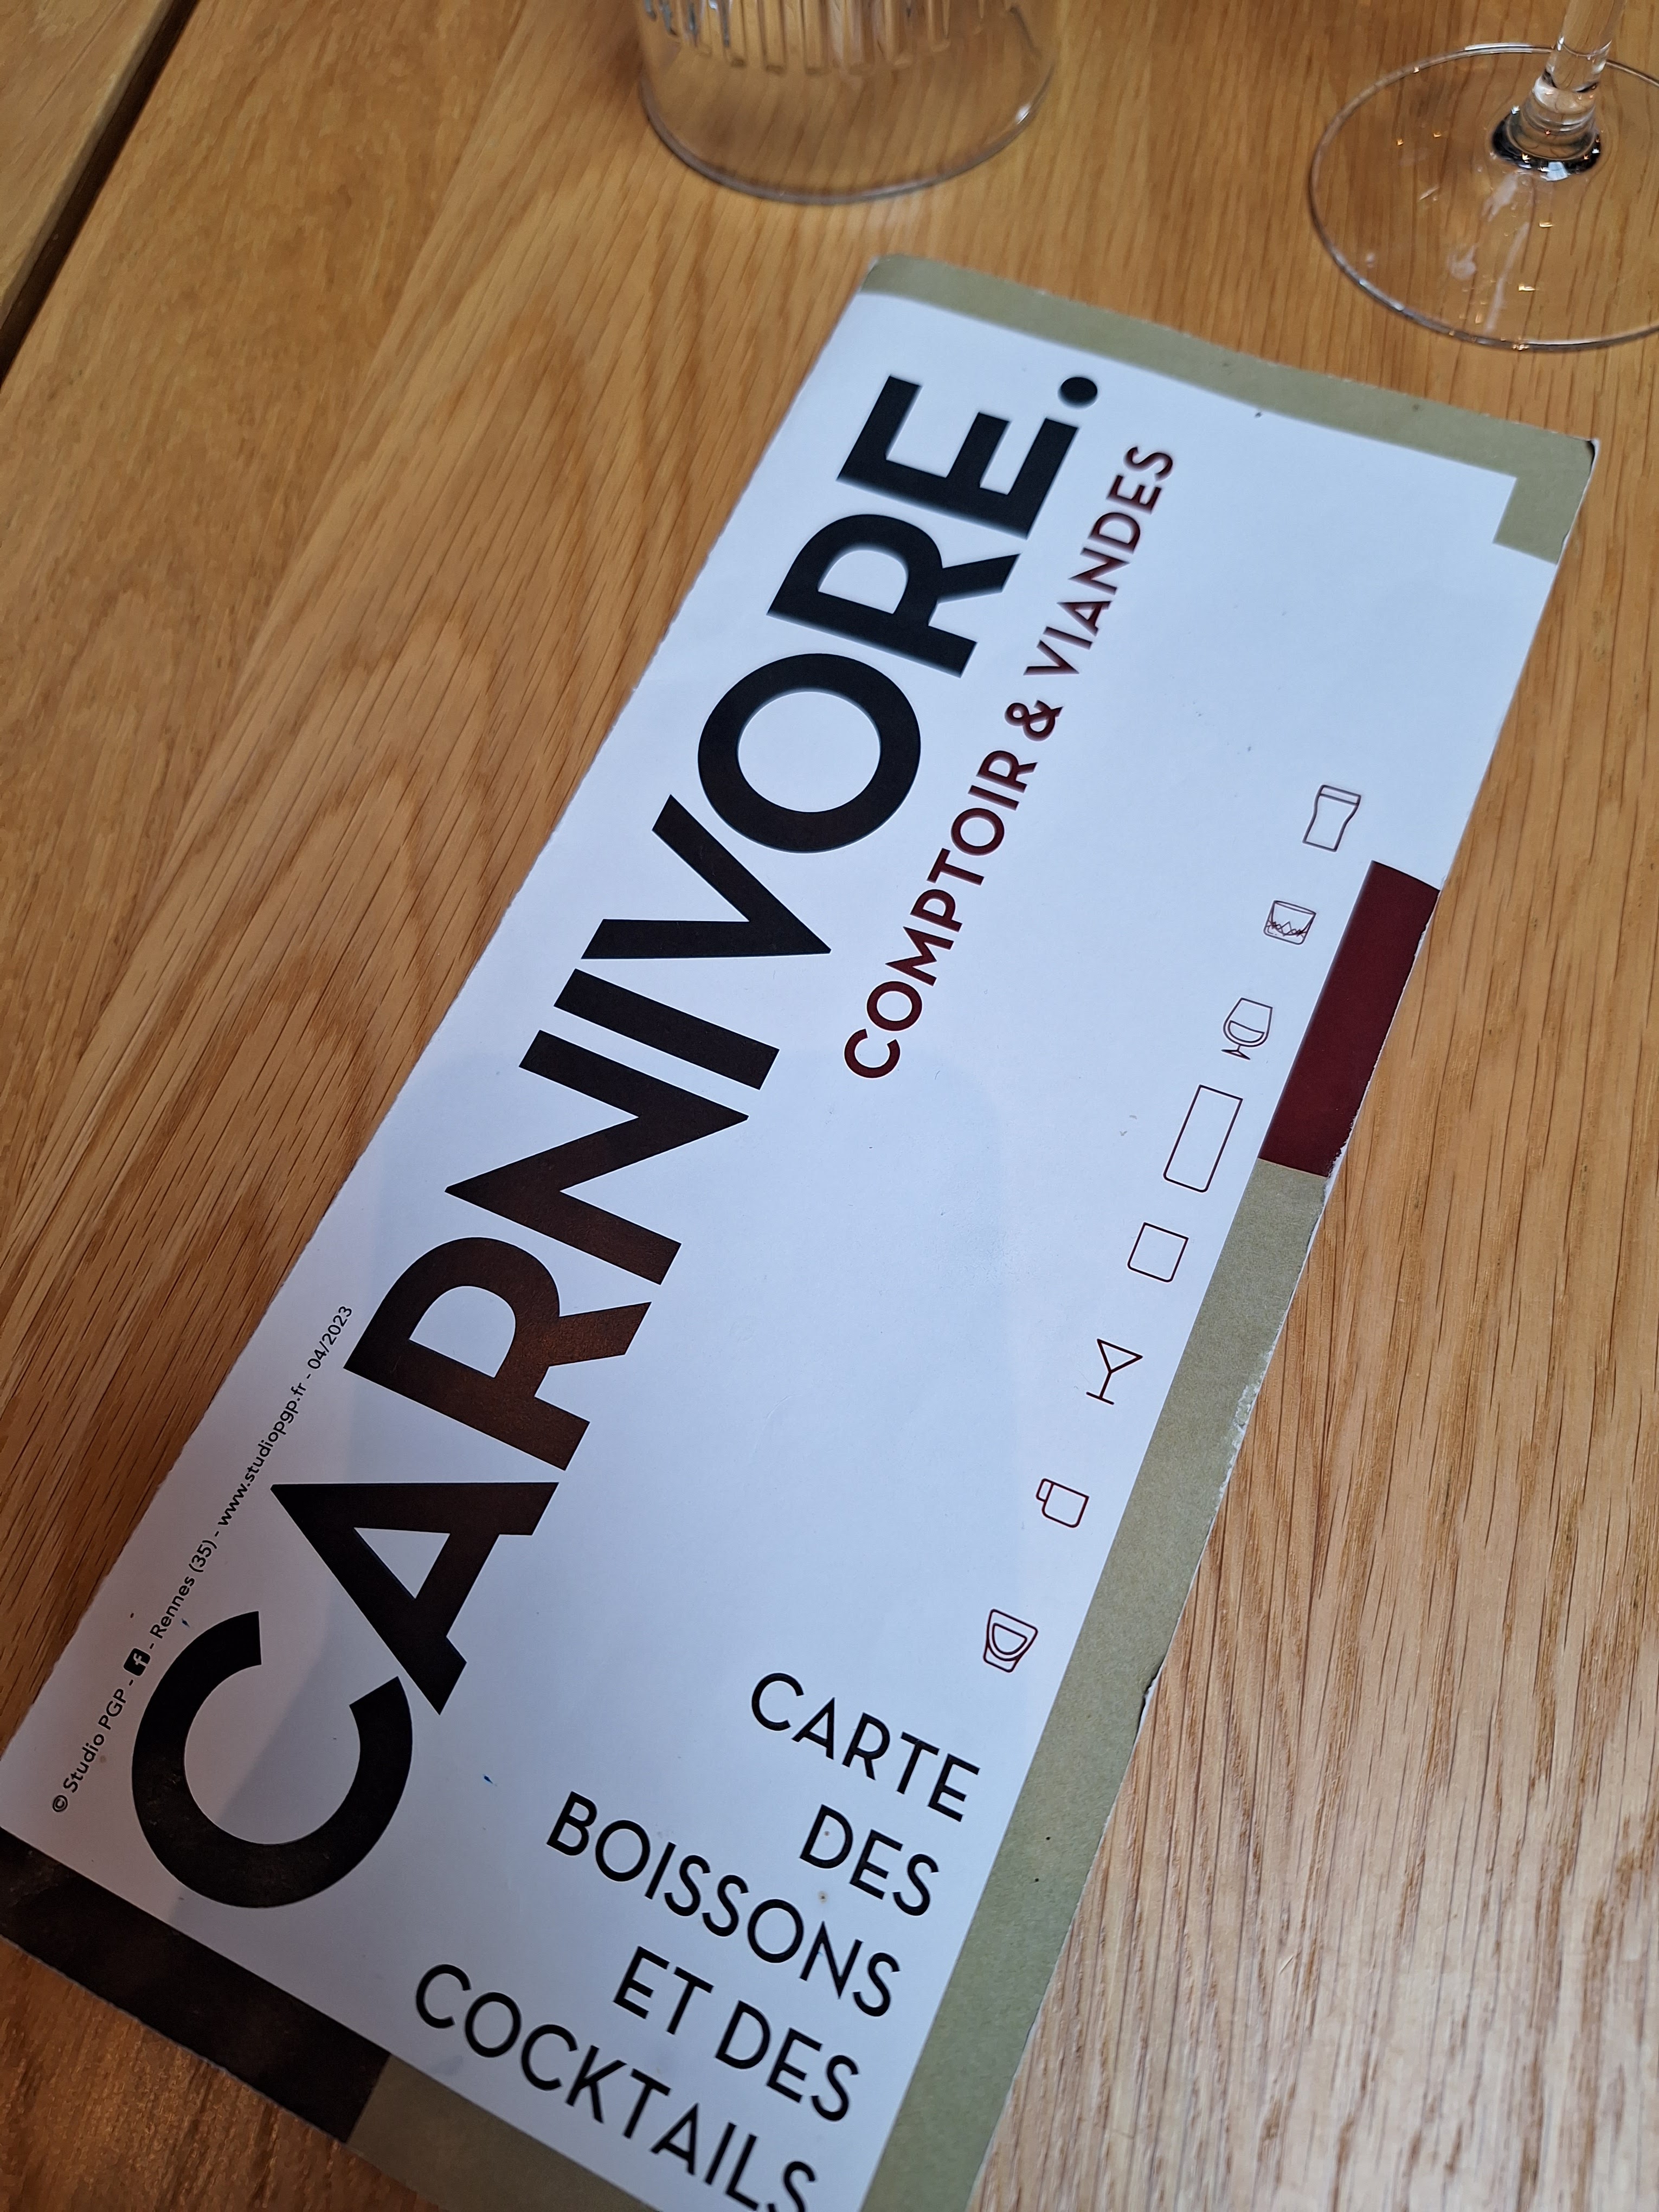 CARNIVORE.
COMPTOIR & VIANDES
CARTE
DES
BOISSONS
ET DES
COCKTAILS
© Studio PGP - f - Rennes (35) - www.studiopgp.fr - 04/2023